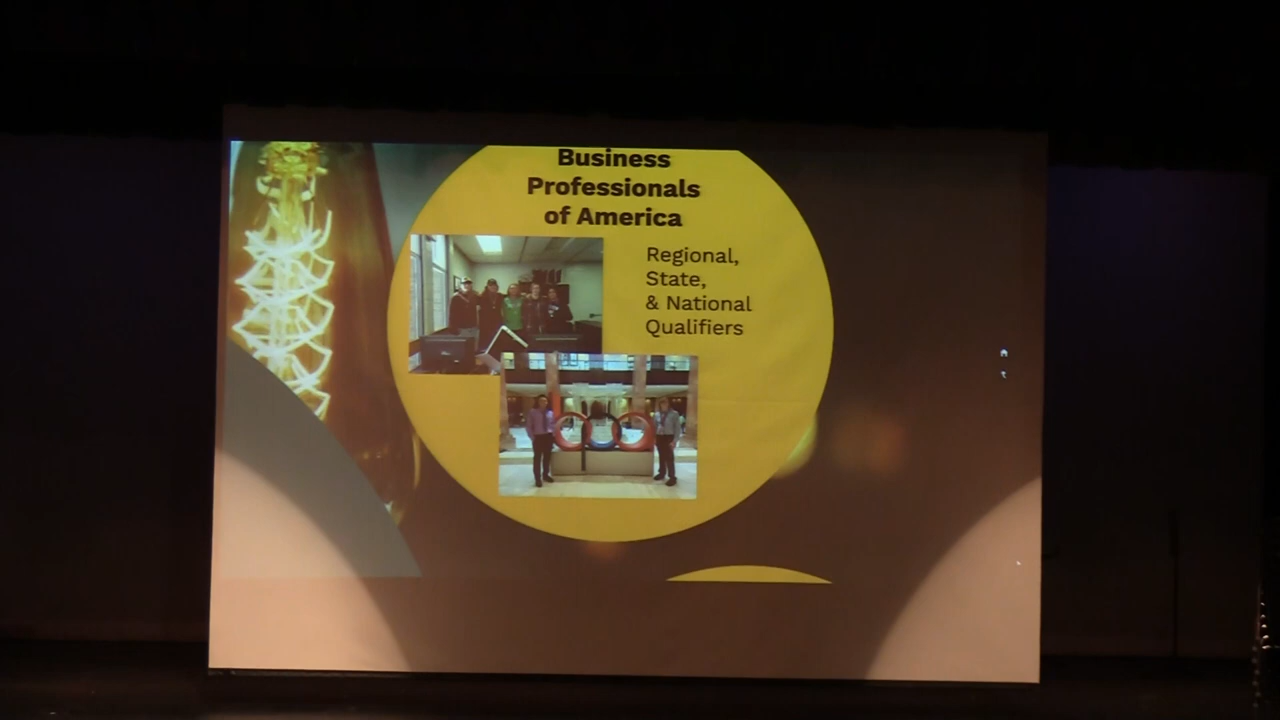 Business
Professionals
of America
Regional,
State,
& National
Qualifiers